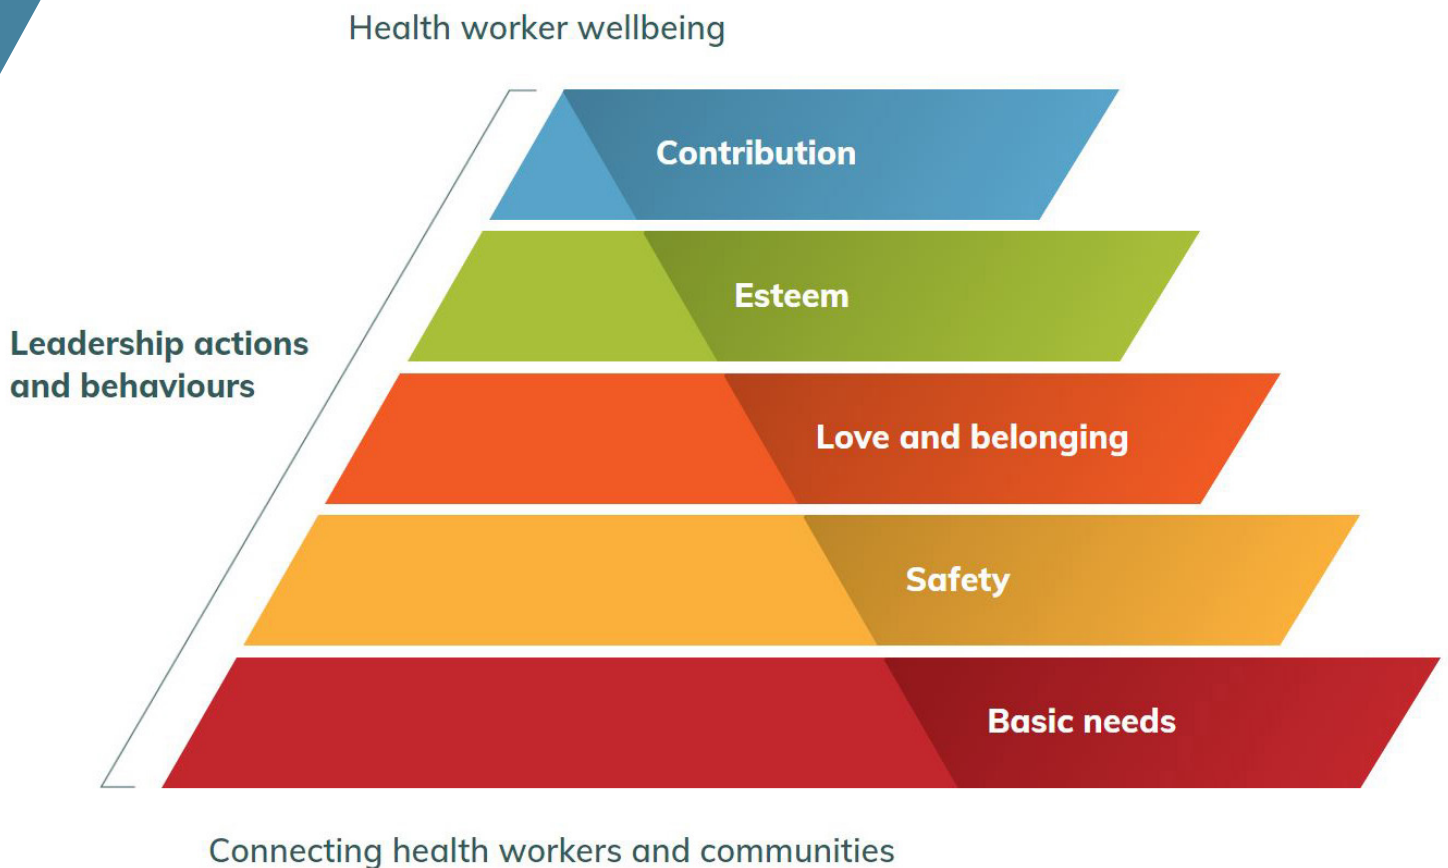 Health worker wellbeing
Contribution
Esteem
Leadership actions
and behaviours
Love and belonging
Safety
Basic needs
Connecting health workers and communities